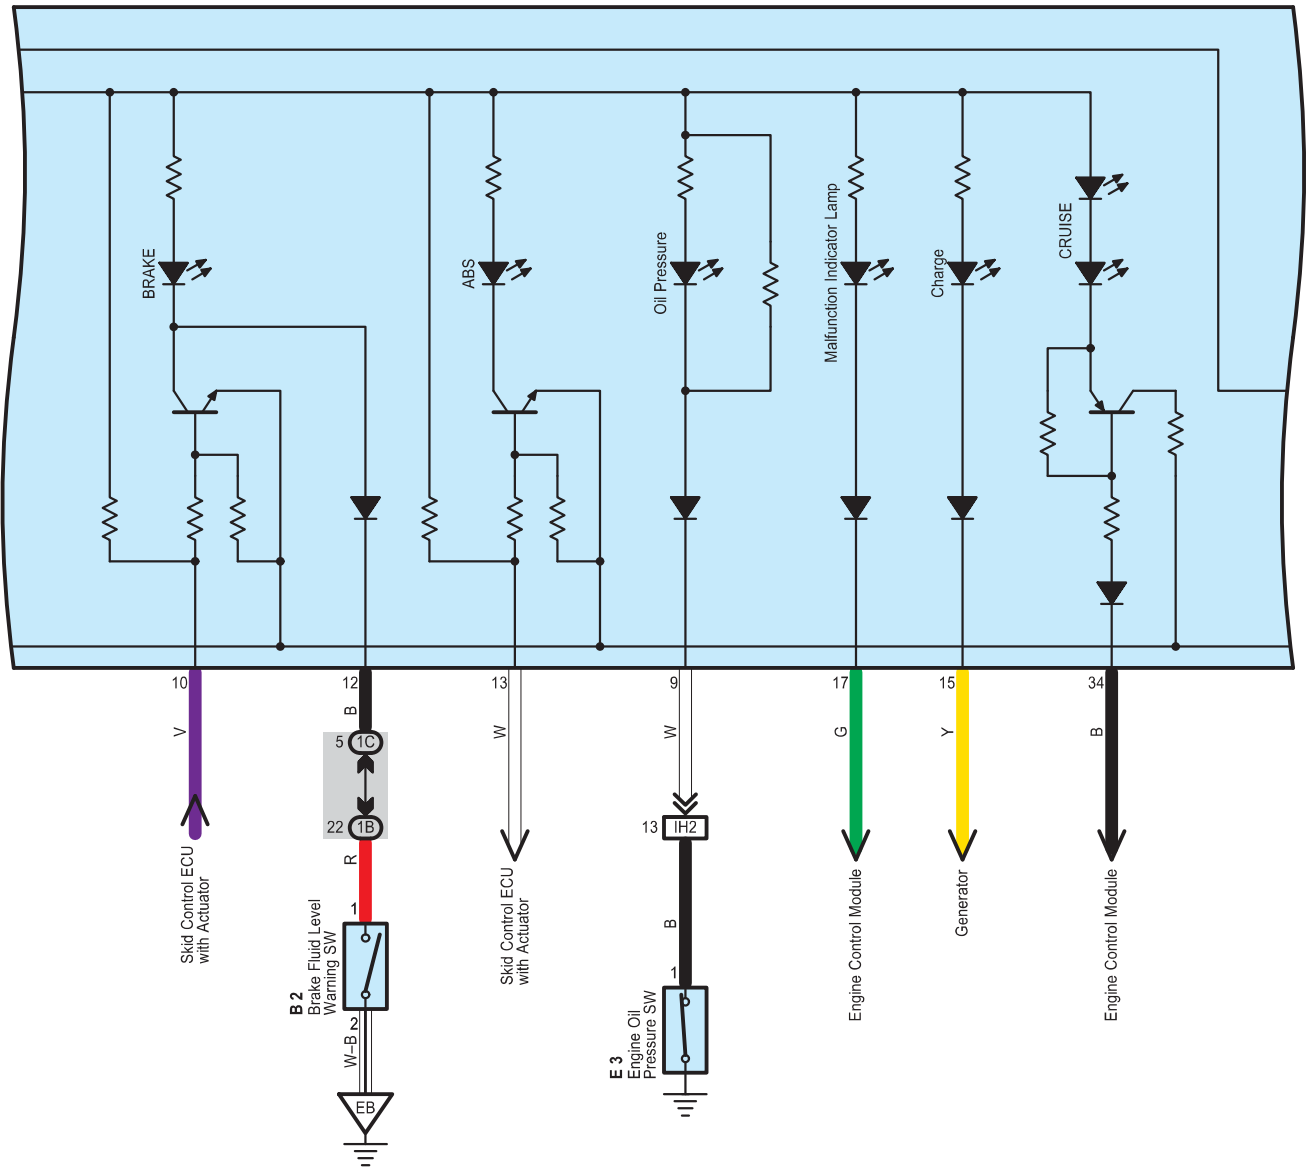 BRAKE
ABS
Oil Pressure
Malfunction Indicator Lamp
Charge
CRUISE
10
12
13
9
17
15
34
V
B
W
W
G
Y
B
5
1C
22
1B
13
IH2
R
B
1
1
Skid Control ECU
with Actuator
B 2
Brake Fluid Level
Warning SW
Skid Control ECU
with Actuator
E 3
Engine Oil
Pressure SW
Engine Control Module
Generator
Engine Control Module
2
W–B
EB